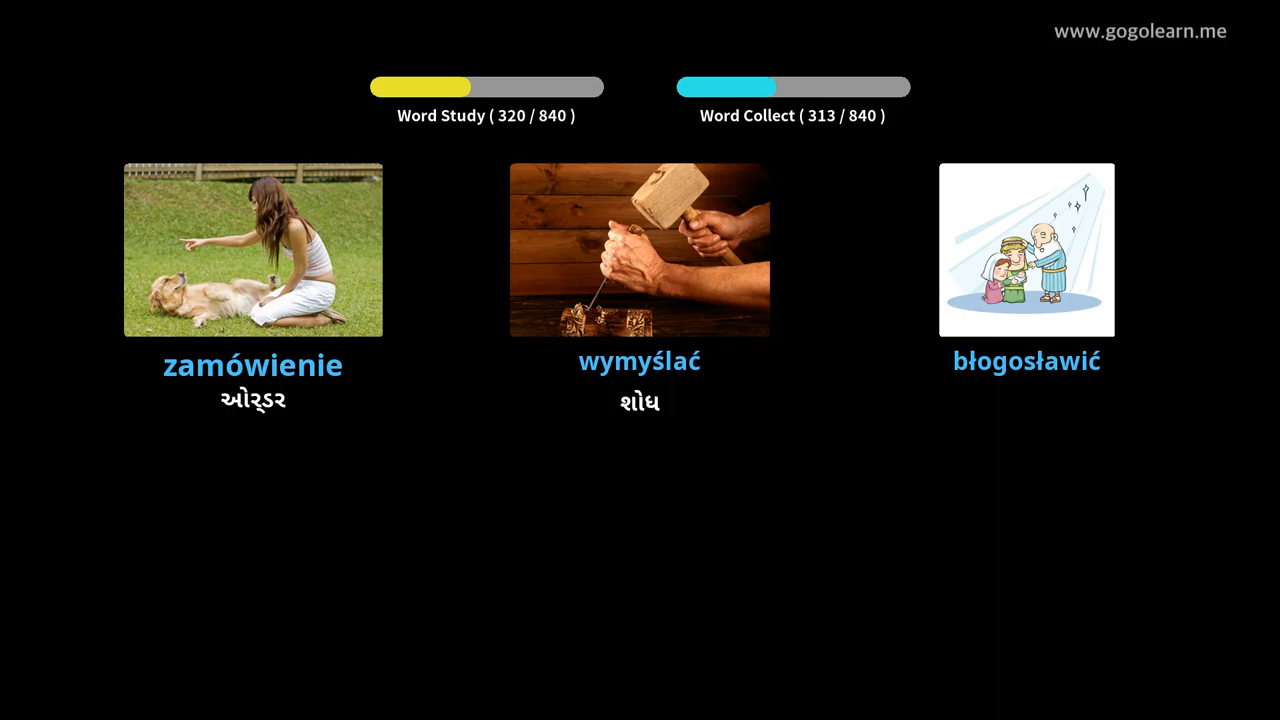 www.gogolearn.me
Word Study ( 320 / 840 )
Word Collect ( 313 / 840 )
zamówienie
wymyślać
błogosławić
ઓર્ડર
શોધ